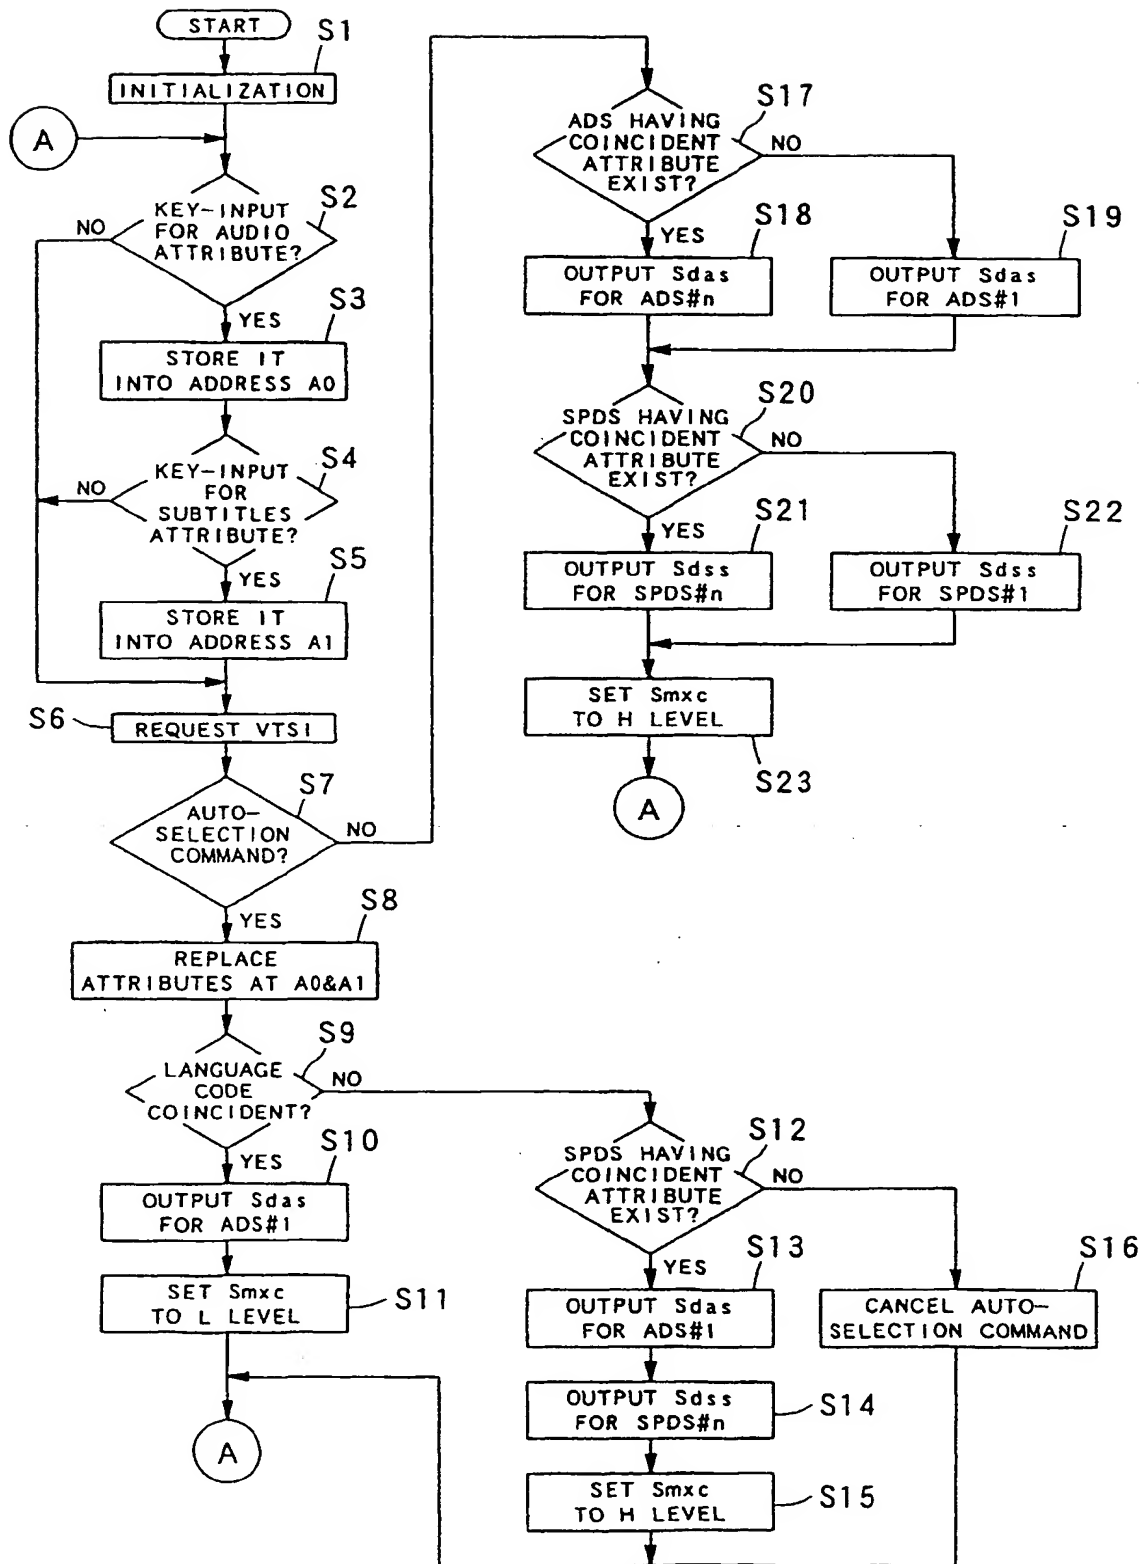 START
S1
INITIALIZATION
A
S2
KEY-INPUT
FOR AUDIO
ATTRIBUTE?
NO
YES
S3
STORE IT
INTO ADDRESS A0
S4
KEY-INPUT
FOR
SUBTITLES
ATTRIBUTE?
NO
YES
S5
STORE IT
INTO ADDRESS A1
S6
REQUEST VTSI
S7
AUTO-
SELECTION
COMMAND?
NO
YES
S8
REPLACE
ATTRIBUTES AT A0&A1
S9
LANGUAGE
CODE
COINCIDENT?
NO
YES
S10
OUTPUT Sdas
FOR ADS#1
SET Smxc
TO L LEVEL
S11
A
S12
SPDS HAVING
COINCIDENT
ATTRIBUTE
EXIST?
NO
YES
S13
OUTPUT Sdas
FOR ADS#1
OUTPUT Sdss
FOR SPDS#n
S14
SET Smxc
TO H LEVEL
S15
S16
CANCEL AUTO-
SELECTION COMMAND
S17
ADS HAVING
COINCIDENT
ATTRIBUTE
EXIST?
NO
YES
S18
OUTPUT Sdas
FOR ADS#n
S19
OUTPUT Sdas
FOR ADS#1
S20
SPDS HAVING
COINCIDENT
ATTRIBUTE
EXIST?
NO
YES
S21
OUTPUT Sdss
FOR SPDS#n
S22
OUTPUT Sdss
FOR SPDS#1
SET Smxc
TO H LEVEL
S23
A